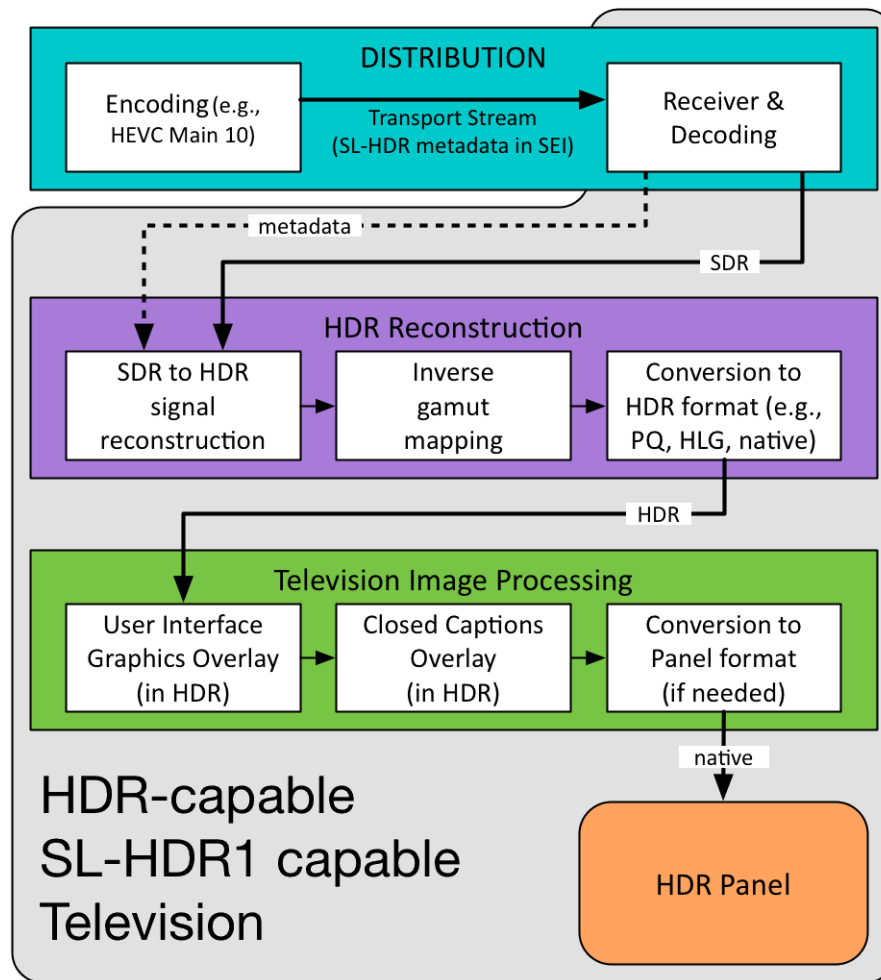 DISTRIBUTION
Encoding (e.g.,
HEVC Main 10)
Transport Stream
(SL-HDR metadata in SEI)
Receiver &
Decoding
metadata
SDR
HDR Reconstruction
SDR to HDR
signal
reconstruction
Inverse
gamut
mapping
Conversion to
HDR format (e.g.,
PQ, HLG, native)
HDR
Television Image Processing
User Interface
Graphics Overlay
(in HDR)
Closed Captions
Overlay
(in HDR)
Conversion to
Panel format
(if needed)
native
HDR-capable
SL-HDR1 capable
Television
HDR Panel